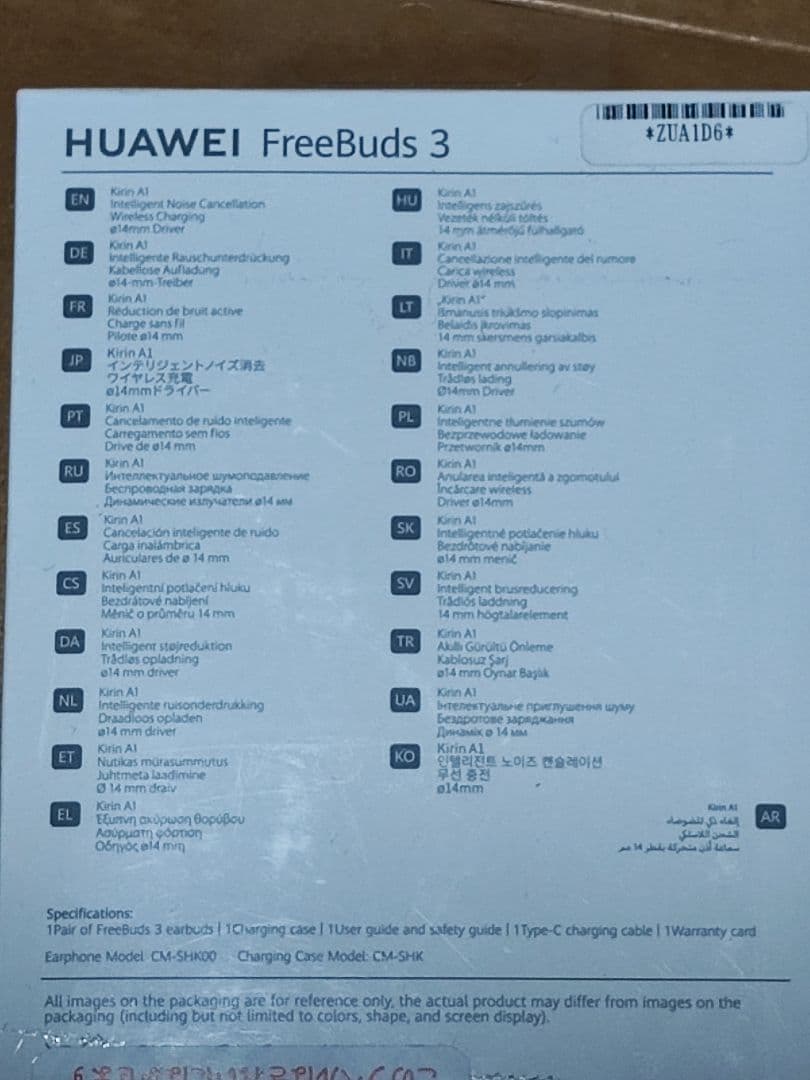 HUAWEI FreeBuds 3
*ZUA1D6*
EN
Kirin A1
Intelligent Noise Cancellation
Wireless Charging
ø14mm Driver
DE
Kirin A1
Intelligente Rauschunterdrückung
Kabellose Aufladung
ø14-mm-Treiber
FR
Kirin A1
Réduction de bruit active
Charge sans fil
Pilote ø14 mm
JP
Kirin A1
インテリジェントノイズ消去
ワイヤレス充電
ø14mmドライバー
PT
Kirin A1
Cancelamento de ruído inteligente
Carregamento sem fios
Drive de ø14 mm
RU
Kirin A1
Интеллектуальное шумоподавление
Беспроводная зарядка
Динамические излучатели ø14 мм
ES
Kirin A1
Cancelación inteligente de ruido
Carga inalámbrica
Auriculares de ø 14 mm
CS
Kirin A1
Inteligentní potlačení hluku
Bezdrátové nabíjení
Měnič o průměru 14 mm
DA
Kirin A1
Intelligent støjreduktion
Trådløs opladning
ø14 mm driver
NL
Kirin A1
Intelligente ruisonderdrukking
Draadloos opladen
ø14 mm driver
ET
Kirin A1
Nutikas mürasummutus
Juhtmeta laadimine
Ø 14 mm draiv
EL
Kirin A1
Έξυπνη ακύρωση θορύβου
Ασύρματη φόρτιση
Οδηγός ø14 mm
HU
Kirin A1
Intelligens zajszűrés
Vezeték nélküli töltés
14 mm átmérőjű fülhallgató
IT
Kirin A1
Cancellazione intelligente del rumore
Carica wireless
Driver ø14 mm
LT
„Kirin A1“
Išmanusis triukšmo slopinimas
Belaidis įkrovimas
14 mm skersmens garsiakalbis
NB
Kirin A1
Intelligent annullering av støy
Trådløs lading
Ø14mm Driver
PL
Kirin A1
Inteligentne tłumienie szumów
Bezprzewodowe ładowanie
Przetwornik ø14mm
RO
Kirin A1
Anularea inteligentă a zgomotului
Încărcare wireless
Driver ø14mm
SK
Kirin A1
Intelligentné potlačenie hluku
Bezdrôtové nabíjanie
ø14 mm menič
SV
Kirin A1
Intelligent brusreducering
Trådlös laddning
14 mm högtalarelement
TR
Kirin A1
Akıllı Gürültü Önleme
Kablosuz Şarj
ø14 mm Oynar Başlık
UA
Kirin A1
Інтелектуальне приглушення шуму
Бездротове заряджання
Динамік ø 14 мм
KO
Kirin A1
인텔리전트 노이즈 캔슬레이션
무선 충전
ø14mm
AR
Kirin A1
إلغاء ذكي للضوضاء
الشحن اللاسلكي
سماعة أذن متحركة بقطر 14 مم
Specifications:
1Pair of FreeBuds 3 earbuds | 1Charging case | 1User guide and safety guide | 1Type-C charging cable | 1Warranty card
Earphone Model: CM-SHK00 Charging Case Model: CM-SHK
All images on the packaging are for reference only, the actual product may differ from images on the
packaging (including but not limited to colors, shape, and screen display).